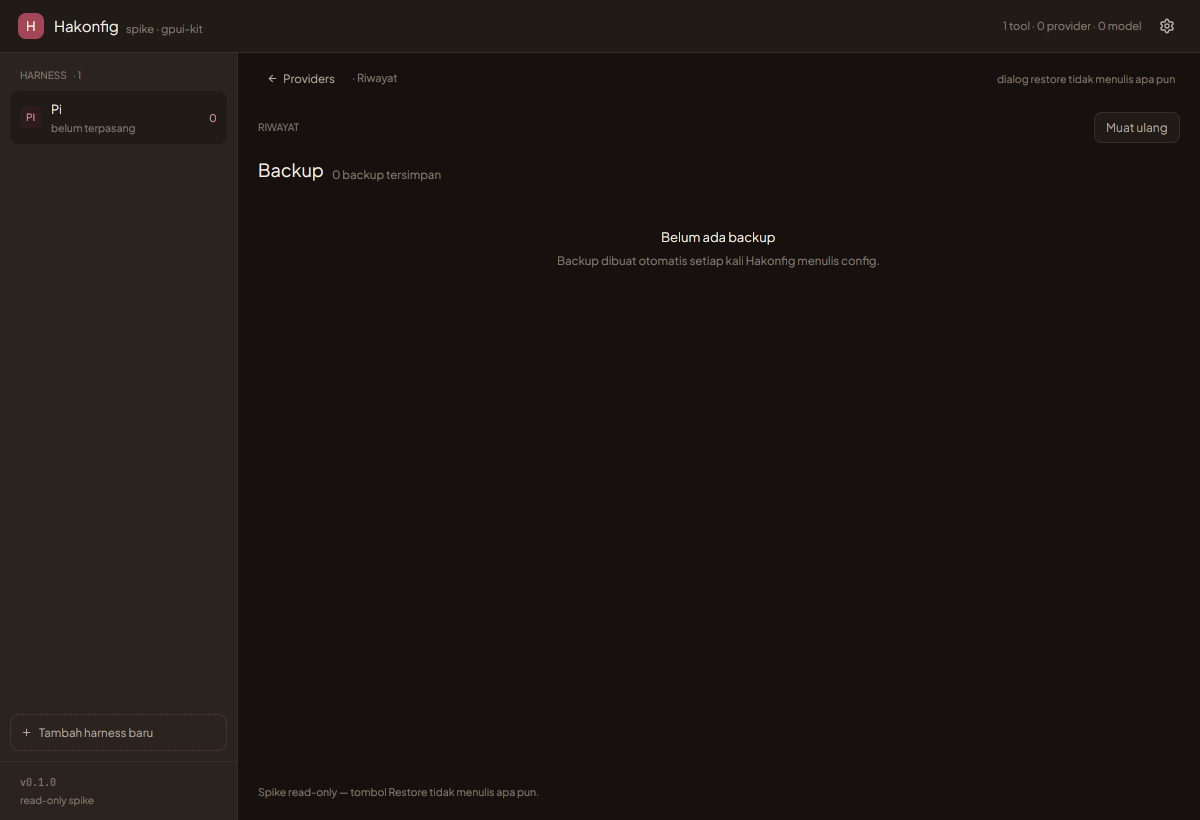 H Hakonfig spike · gpui-kit
1 tool · 0 provider · 0 model
HARNESS · 1
PI Pi 0
belum terpasang
+ Tambah harness baru
v0.1.0
read-only spike
← Providers · Riwayat
dialog restore tidak menulis apa pun
RIWAYAT
Muat ulang
Backup 0 backup tersimpan
Belum ada backup
Backup dibuat otomatis setiap kali Hakonfig menulis config.
Spike read-only — tombol Restore tidak menulis apa pun.